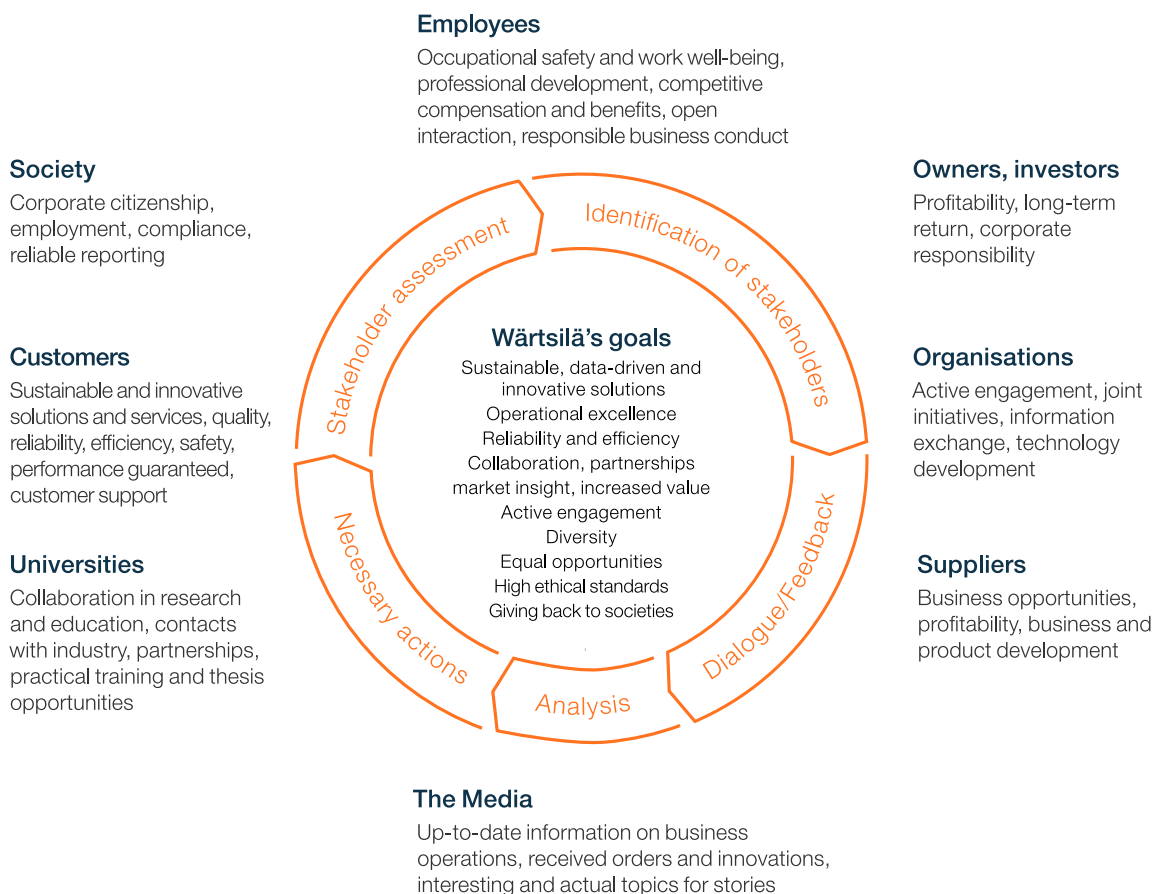 Employees
Occupational safety and work well-being,
professional development, competitive
compensation and benefits, open
interaction, responsible business conduct
Society
Corporate citizenship,
employment, compliance,
reliable reporting
Owners, investors
Profitability, long-term
return, corporate
responsibility
Stakeholder assessment
Identification of stakeholders
Wärtsilä’s goals
Sustainable, data-driven and
innovative solutions
Operational excellence
Reliability and efficiency
Collaboration, partnerships
market insight, increased value
Active engagement
Diversity
Equal opportunities
High ethical standards
Giving back to societies
Customers
Sustainable and innovative
solutions and services, quality,
reliability, efficiency, safety,
performance guaranteed,
customer support
Organisations
Active engagement, joint
initiatives, information
exchange, technology
development
Necessary actions
Analysis
Dialogue/Feedback
Universities
Collaboration in research
and education, contacts
with industry, partnerships,
practical training and thesis
opportunities
Suppliers
Business opportunities,
profitability, business and
product development
The Media
Up-to-date information on business
operations, received orders and innovations,
interesting and actual topics for stories